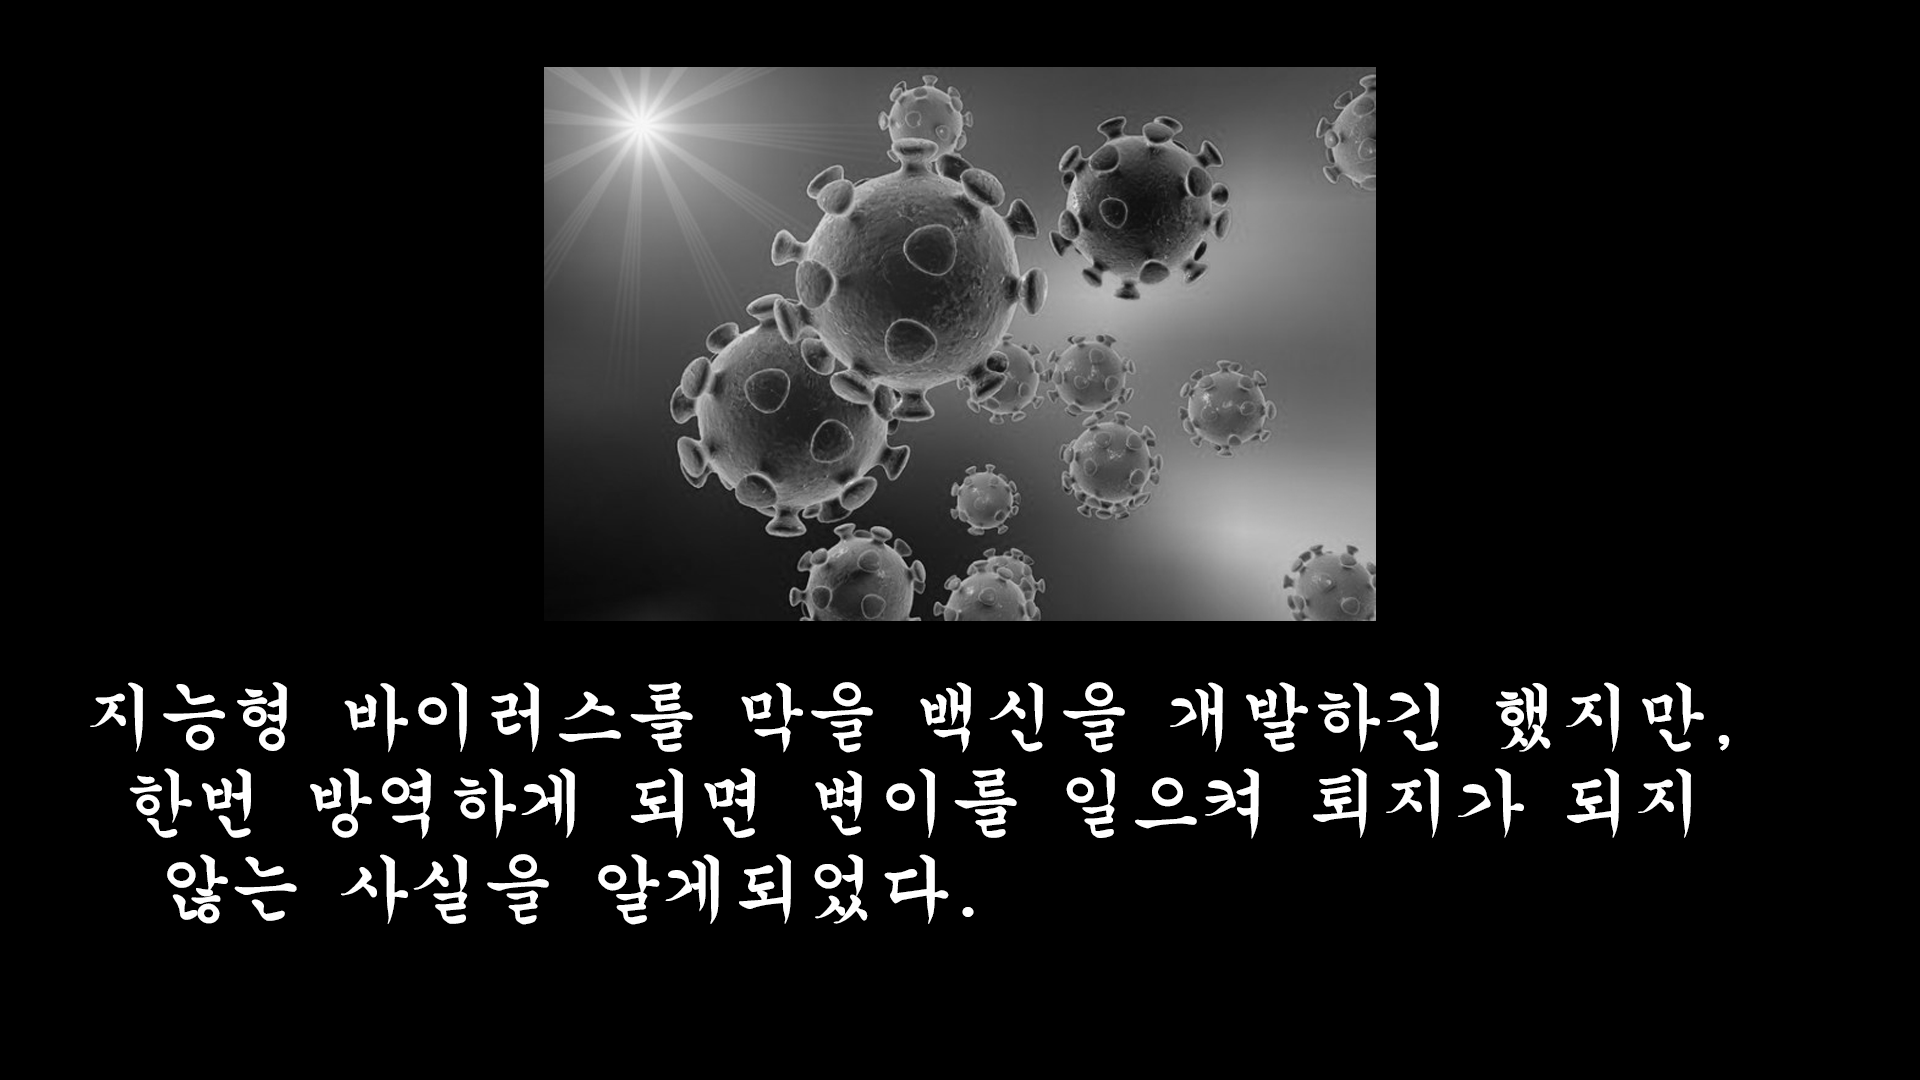 지능형 바이러스를 막을 백신을 개발하긴 했지만,
한번 방역하게 되면 변이를 일으켜 퇴지가 되지
않는 사실을 알게되었다.